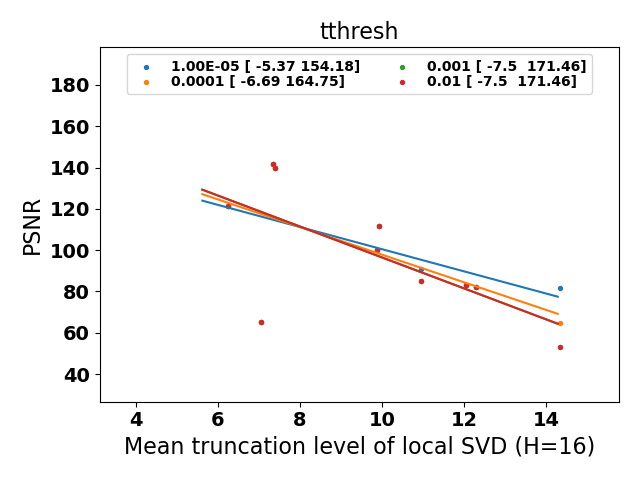 tthresh
1.00E-05 [ -5.37 154.18]
0.0001 [ -6.69 164.75]
0.001 [ -7.5  171.46]
0.01 [ -7.5  171.46]
PSNR
180
160
140
120
100
80
60
40
4 6 8 10 12 14
Mean truncation level of local SVD (H=16)